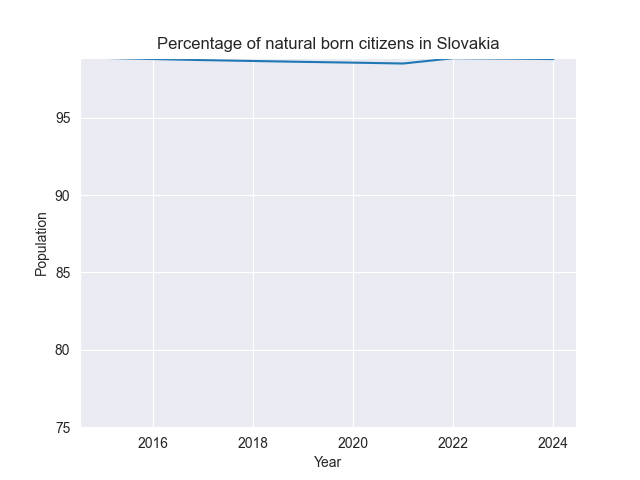 Percentage of natural born citizens in Slovakia
95
90
85
80
75
Population
2016 2018 2020 2022 2024
Year